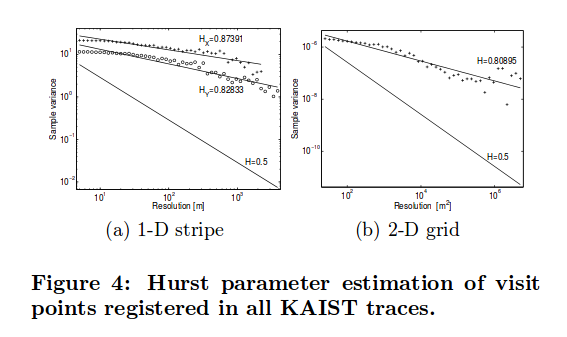 Sample variance
10^1
10^0
10^-1
10^-2
H_X=0.87391
H_Y=0.82833
H=0.5
10^1
10^2
10^3
Resolution [m]
(a) 1-D stripe
Sample variance
10^-6
10^-8
10^-10
H=0.80895
H=0.5
10^2
10^4
10^6
Resolution [m^2]
(b) 2-D grid
Figure 4: Hurst parameter estimation of visit
points registered in all KAIST traces.